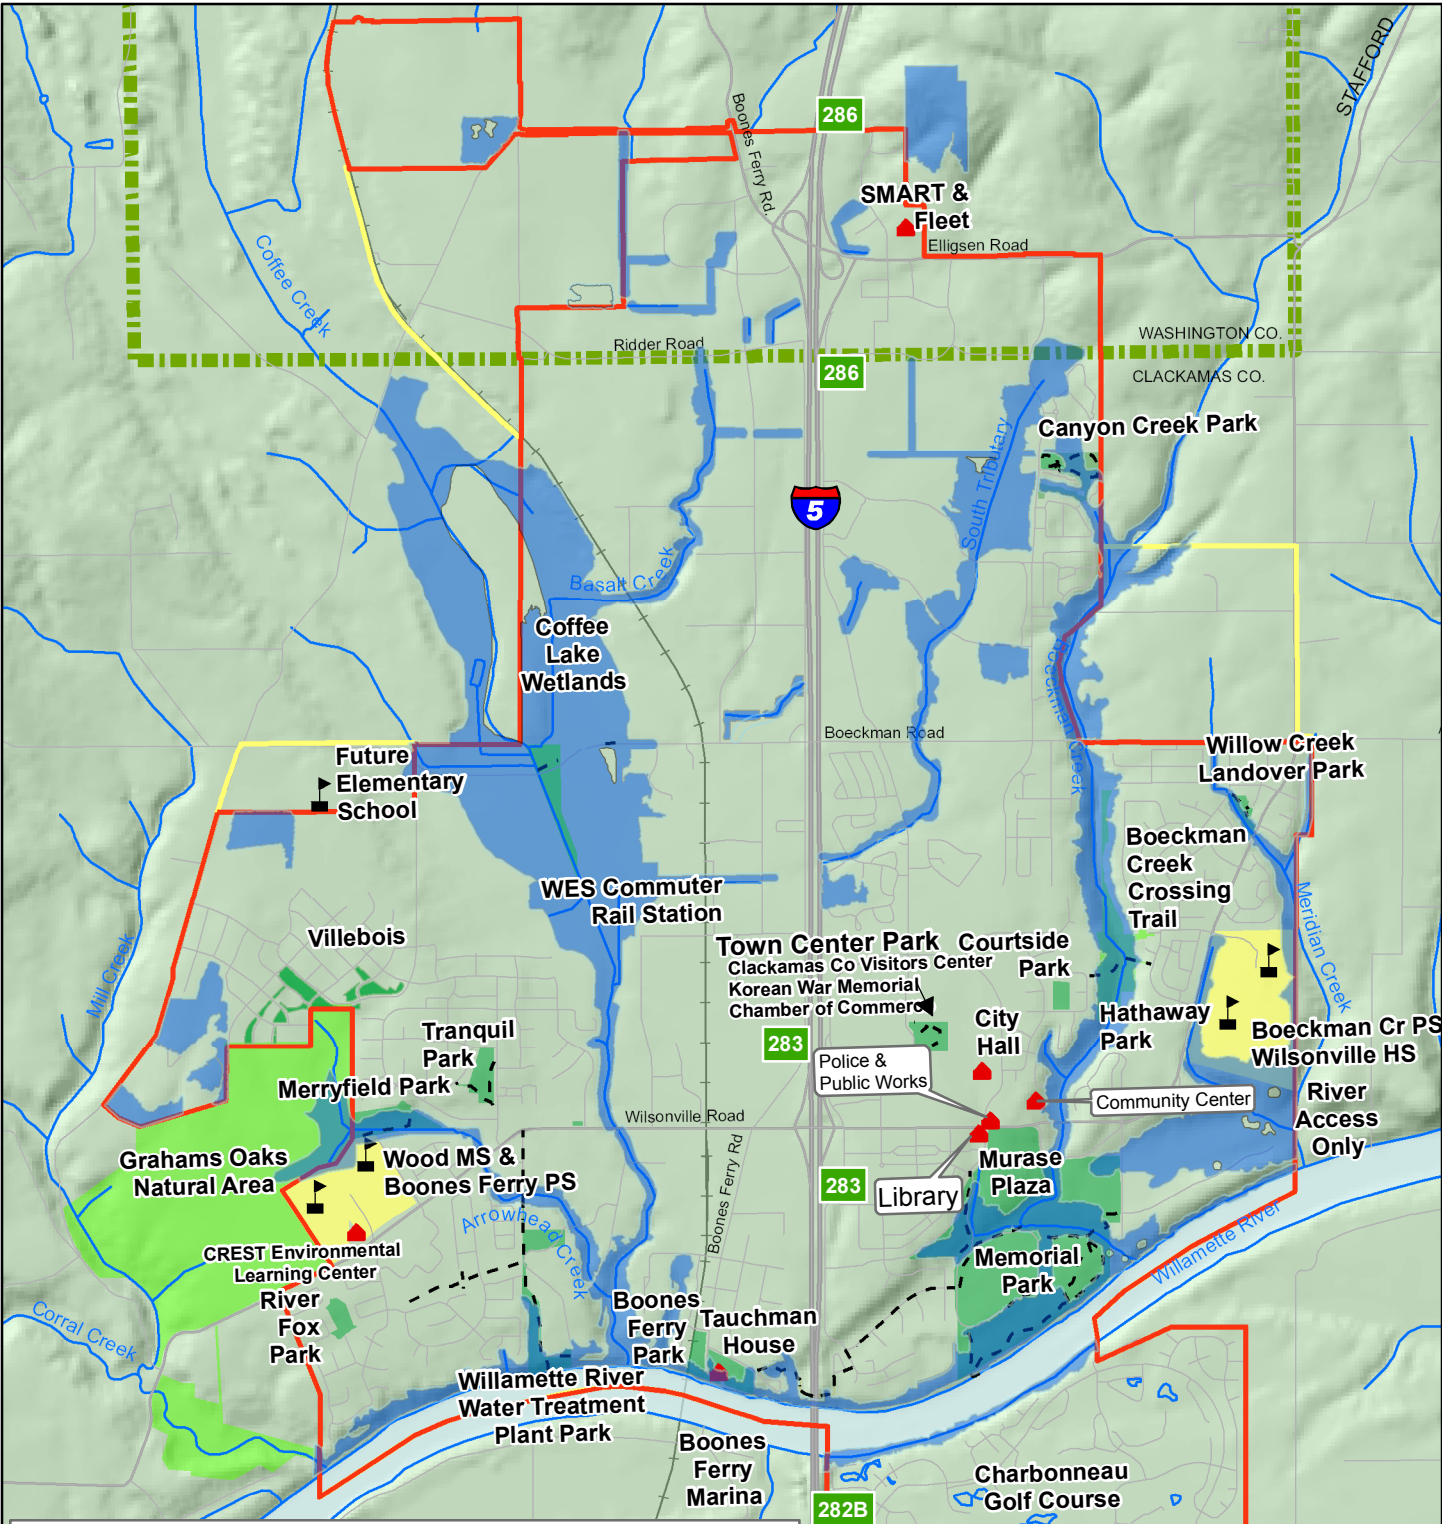 STAFFORD
Boones Ferry Rd.
286
SMART &
Fleet
Elligsen Road
Coffee Creek
WASHINGTON CO.
Ridder Road
286
CLACKAMAS CO.
Canyon Creek Park
South Tributary
5
Basalt Creek
Coffee
Lake
Wetlands
Boeckman Creek
Boeckman Road
Future
Elementary
School
Willow Creek
Landover Park
Boeckman
Creek
Crossing
Trail
WES Commuter
Rail Station
Meridian Creek
Villebois
Mill Creek
Town Center Park
Clackamas Co Visitors Center
Korean War Memorial
Chamber of Commerce
Courtside
Park
City
Hall
Hathaway
Park
Boeckman Cr PS
Wilsonville HS
Tranquil
Park
Merryfield Park
283
Police &
Public Works
Community Center
River
Access
Only
Wilsonville Road
Boones Ferry Rd
Grahams Oaks
Natural Area
Wood MS &
Boones Ferry PS
283
Library
Murase
Plaza
Arrowhead Creek
CREST Environmental
Learning Center
Memorial
Park
Willamette River
River
Fox
Park
Corral Creek
Boones
Ferry
Park
Tauchman
House
Willamette River
Water Treatment
Plant Park
Boones
Ferry
Marina
Charbonneau
Golf Course
282B